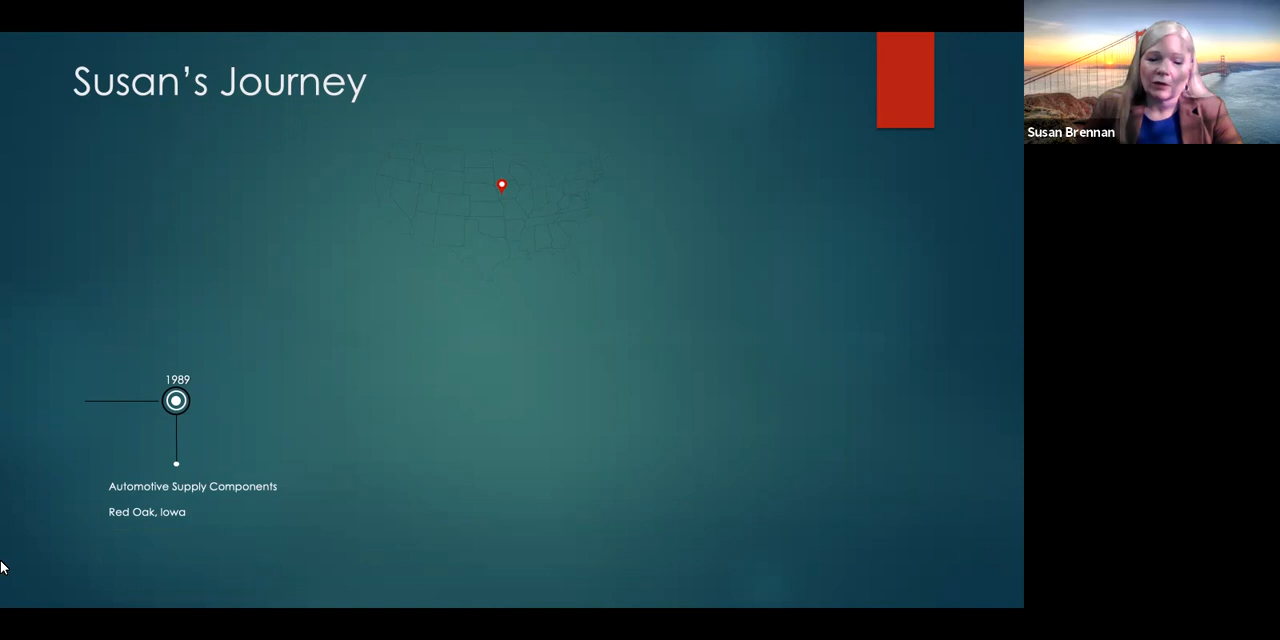 Susan’s Journey
Susan Brennan
1989
Automotive Supply Components
Red Oak, Iowa